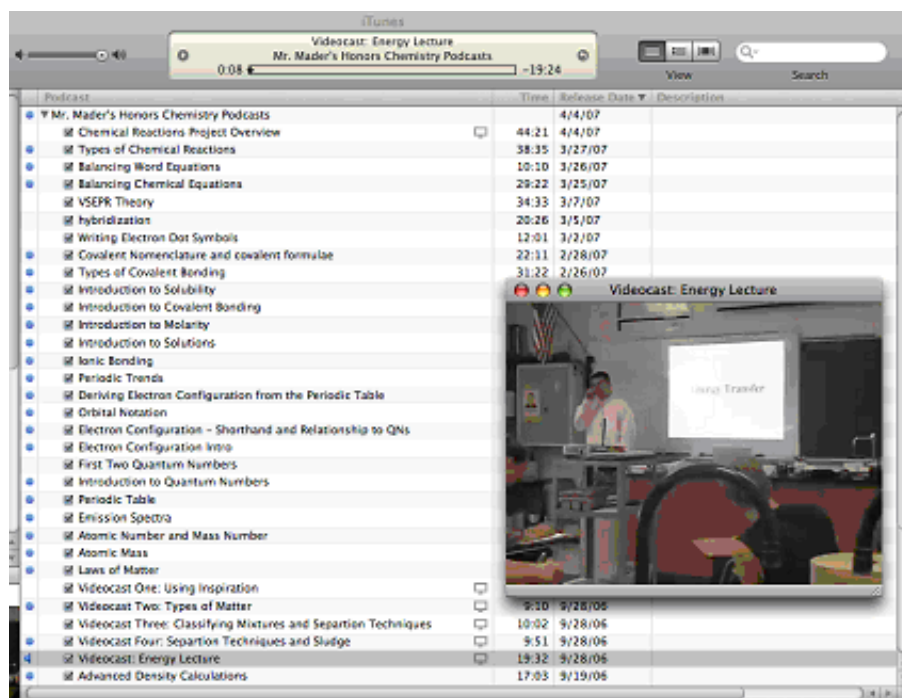 iTunes
Videocast: Energy Lecture
Mr. Mader's Honors Chemistry Podcasts
0:08 -19:24
View Search
Podcast Time Release Date Description
Mr. Mader's Honors Chemistry Podcasts 4/4/07
Chemical Reactions Project Overview 44:21 4/4/07
Types of Chemical Reactions 38:35 3/27/07
Balancing Word Equations 10:10 3/26/07
Balancing Chemical Equations 29:22 3/25/07
VSEPR Theory 34:33 3/7/07
hybridization 20:26 3/5/07
Writing Electron Dot Symbols 12:01 3/2/07
Covalent Nomenclature and covalent formulae 22:11 2/28/07
Types of Covalent Bonding 31:22 2/26/07
Introduction to Solubility
Videocast: Energy Lecture
Introduction to Covalent Bonding
Introduction to Molarity
Introduction to Solutions
Ionic Bonding
Periodic Trends
Energy Transfer
Deriving Electron Configuration from the Periodic Table
Orbital Notation
Electron Configuration - Shorthand and Relationship to QNs
Electron Configuration Intro
First Two Quantum Numbers
Introduction to Quantum Numbers
Periodic Table
Emission Spectra
Atomic Number and Mass Number
Atomic Mass
Laws of Matter
Videocast One: Using Inspiration
Videocast Two: Types of Matter 9:10 9/28/06
Videocast Three: Classifying Mixtures and Separtion Techniques 10:02 9/28/06
Videocast Four: Separtion Techniques and Sludge 9:51 9/28/06
Videocast: Energy Lecture 19:32 9/28/06
Advanced Density Calculations 17:03 9/19/06